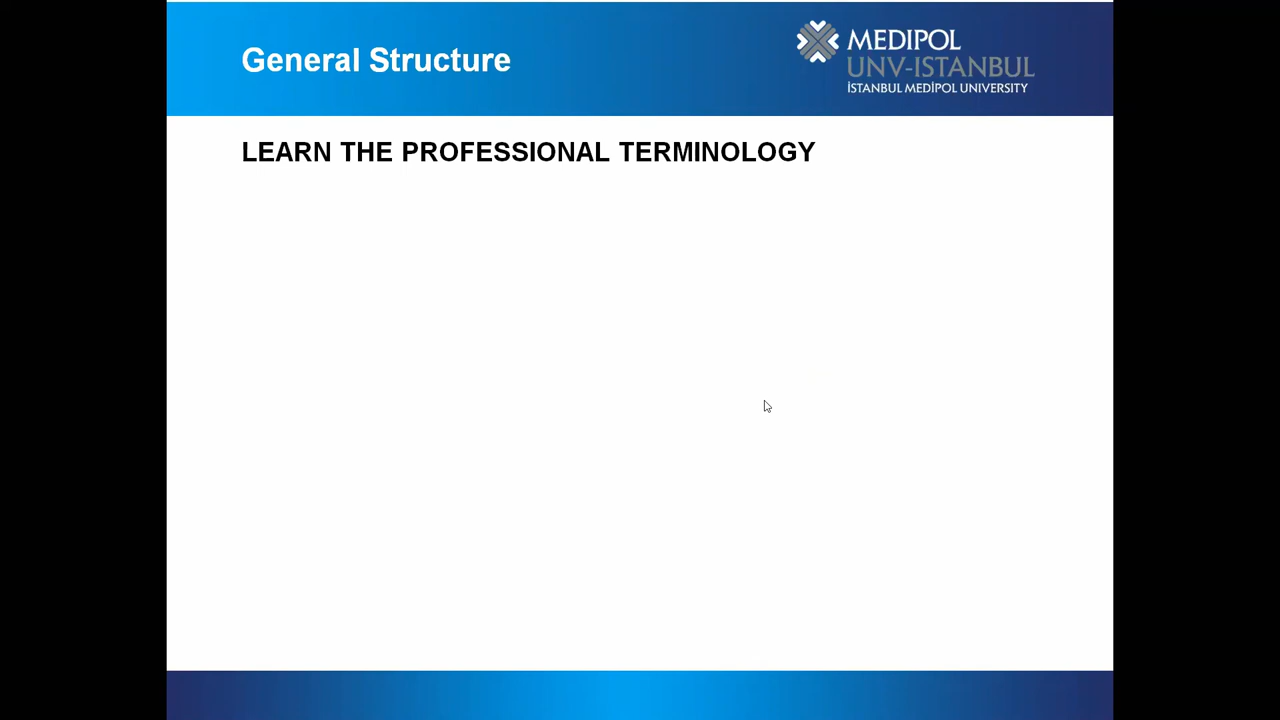 General Structure
MEDIPOL
UNV-ISTANBUL
İSTANBUL MEDİPOL UNIVERSITY
LEARN THE PROFESSIONAL TERMINOLOGY